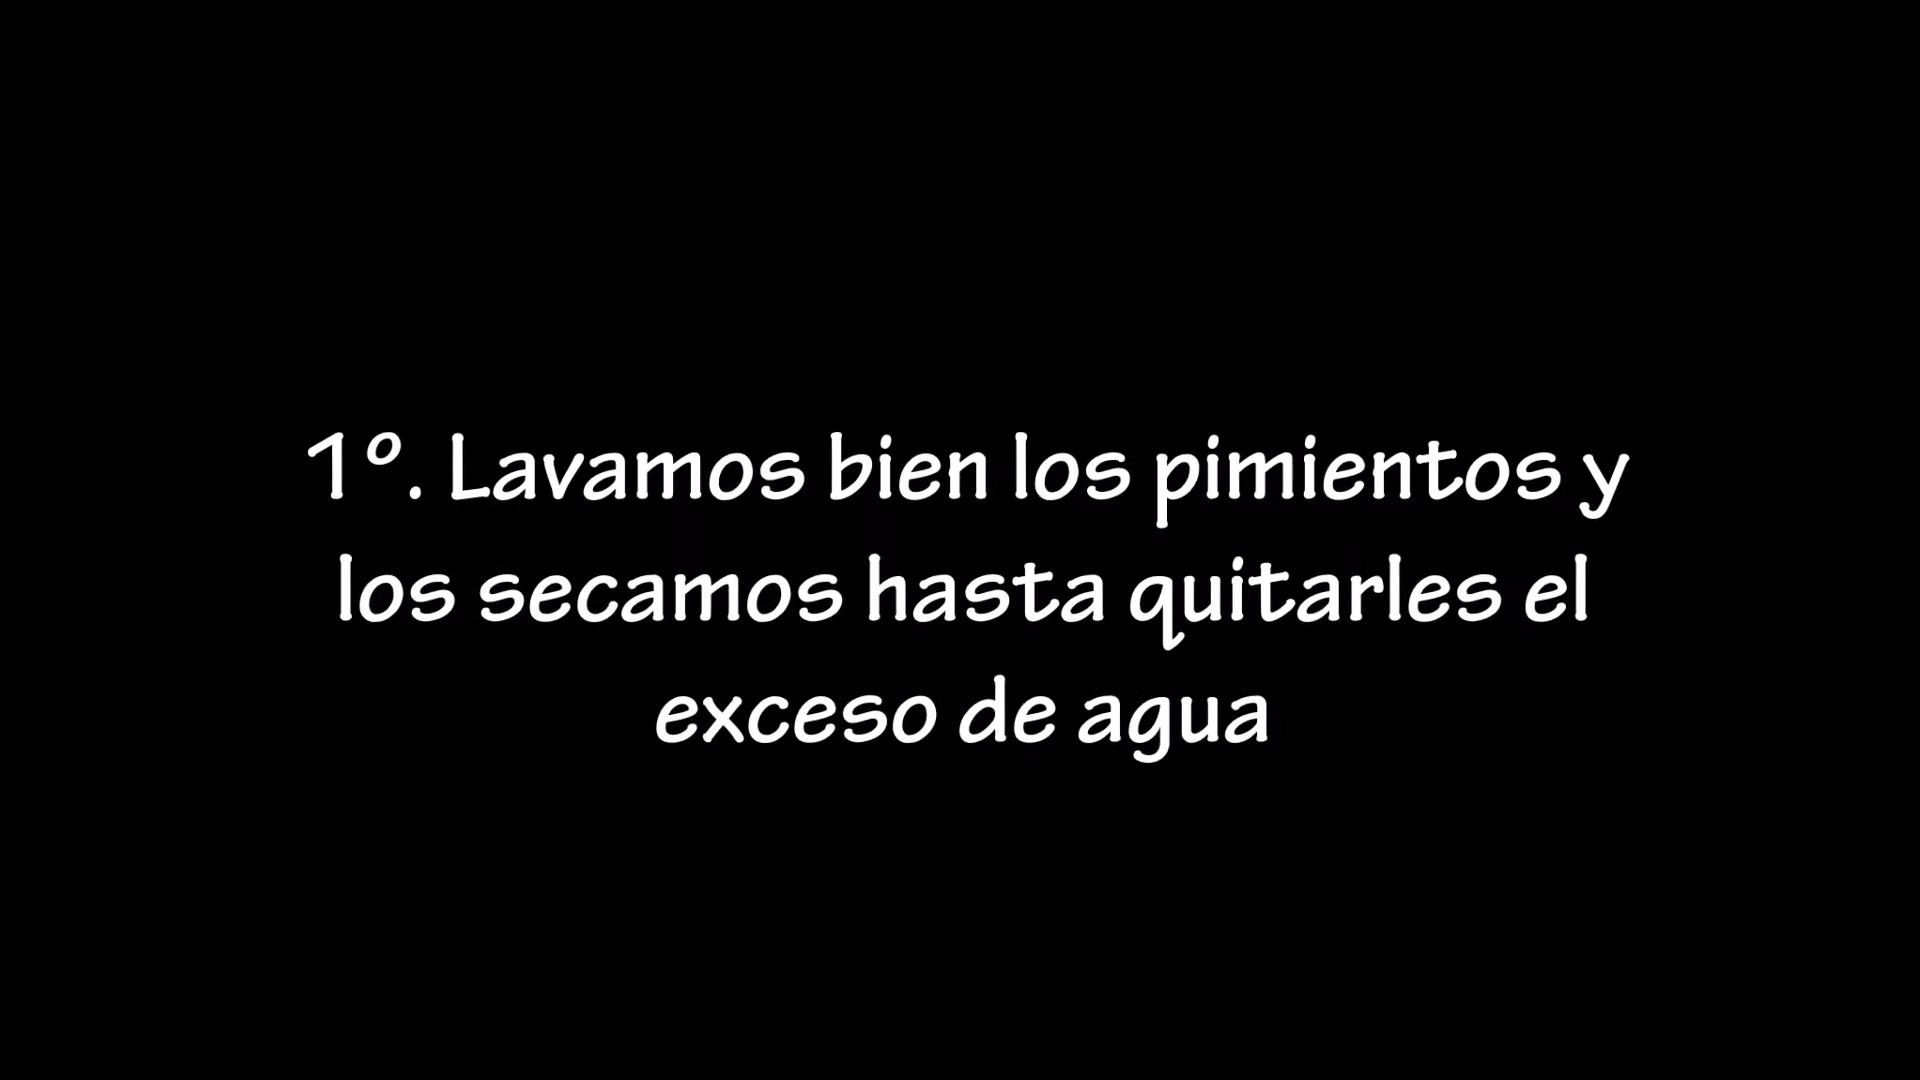 1º. Lavamos bien los pimientos y
los secamos hasta quitarles el
exceso de agua